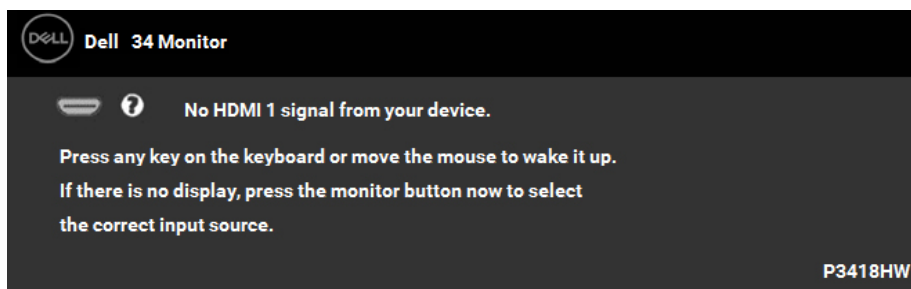 DELL Dell 34 Monitor
? No HDMI 1 signal from your device.
Press any key on the keyboard or move the mouse to wake it up.
If there is no display, press the monitor button now to select
the correct input source.
P3418HW